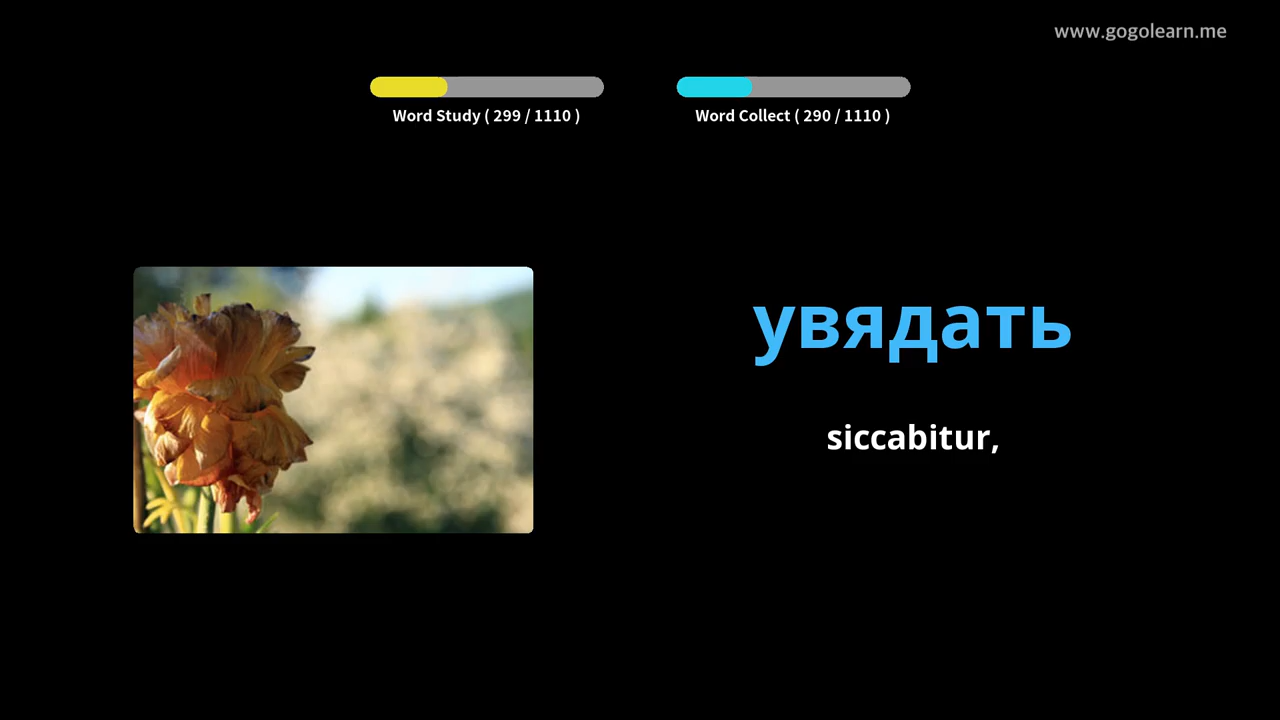 www.gogolearn.me
Word Study ( 299 / 1110 )
Word Collect ( 290 / 1110 )
увядать
siccabitur,